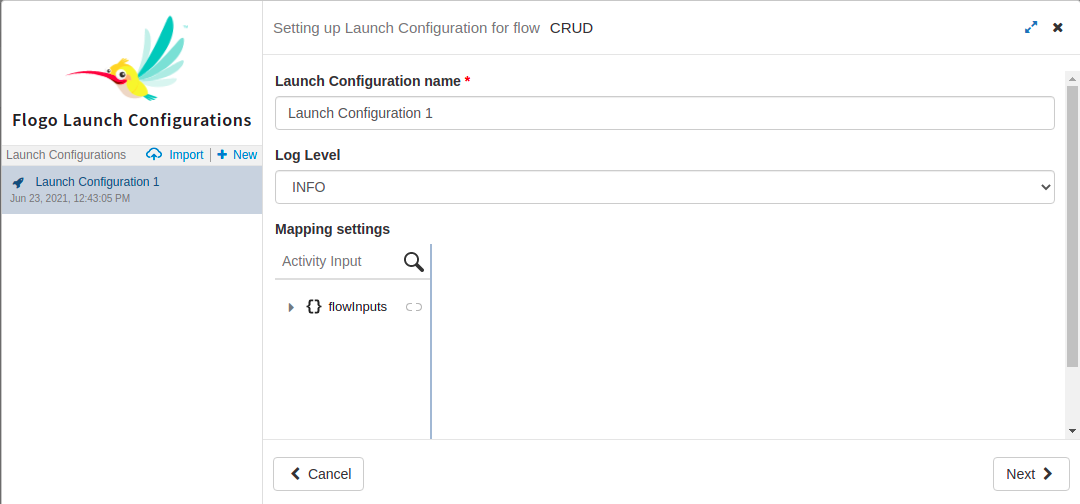 Setting up Launch Configuration for flow CRUD
Flogo Launch Configurations
Launch Configurations Import | + New
Launch Configuration 1
Jun 23, 2021, 12:43:05 PM
Launch Configuration name *
Launch Configuration 1
Log Level
INFO
Mapping settings
Activity Input
{} flowInputs
Cancel
Next